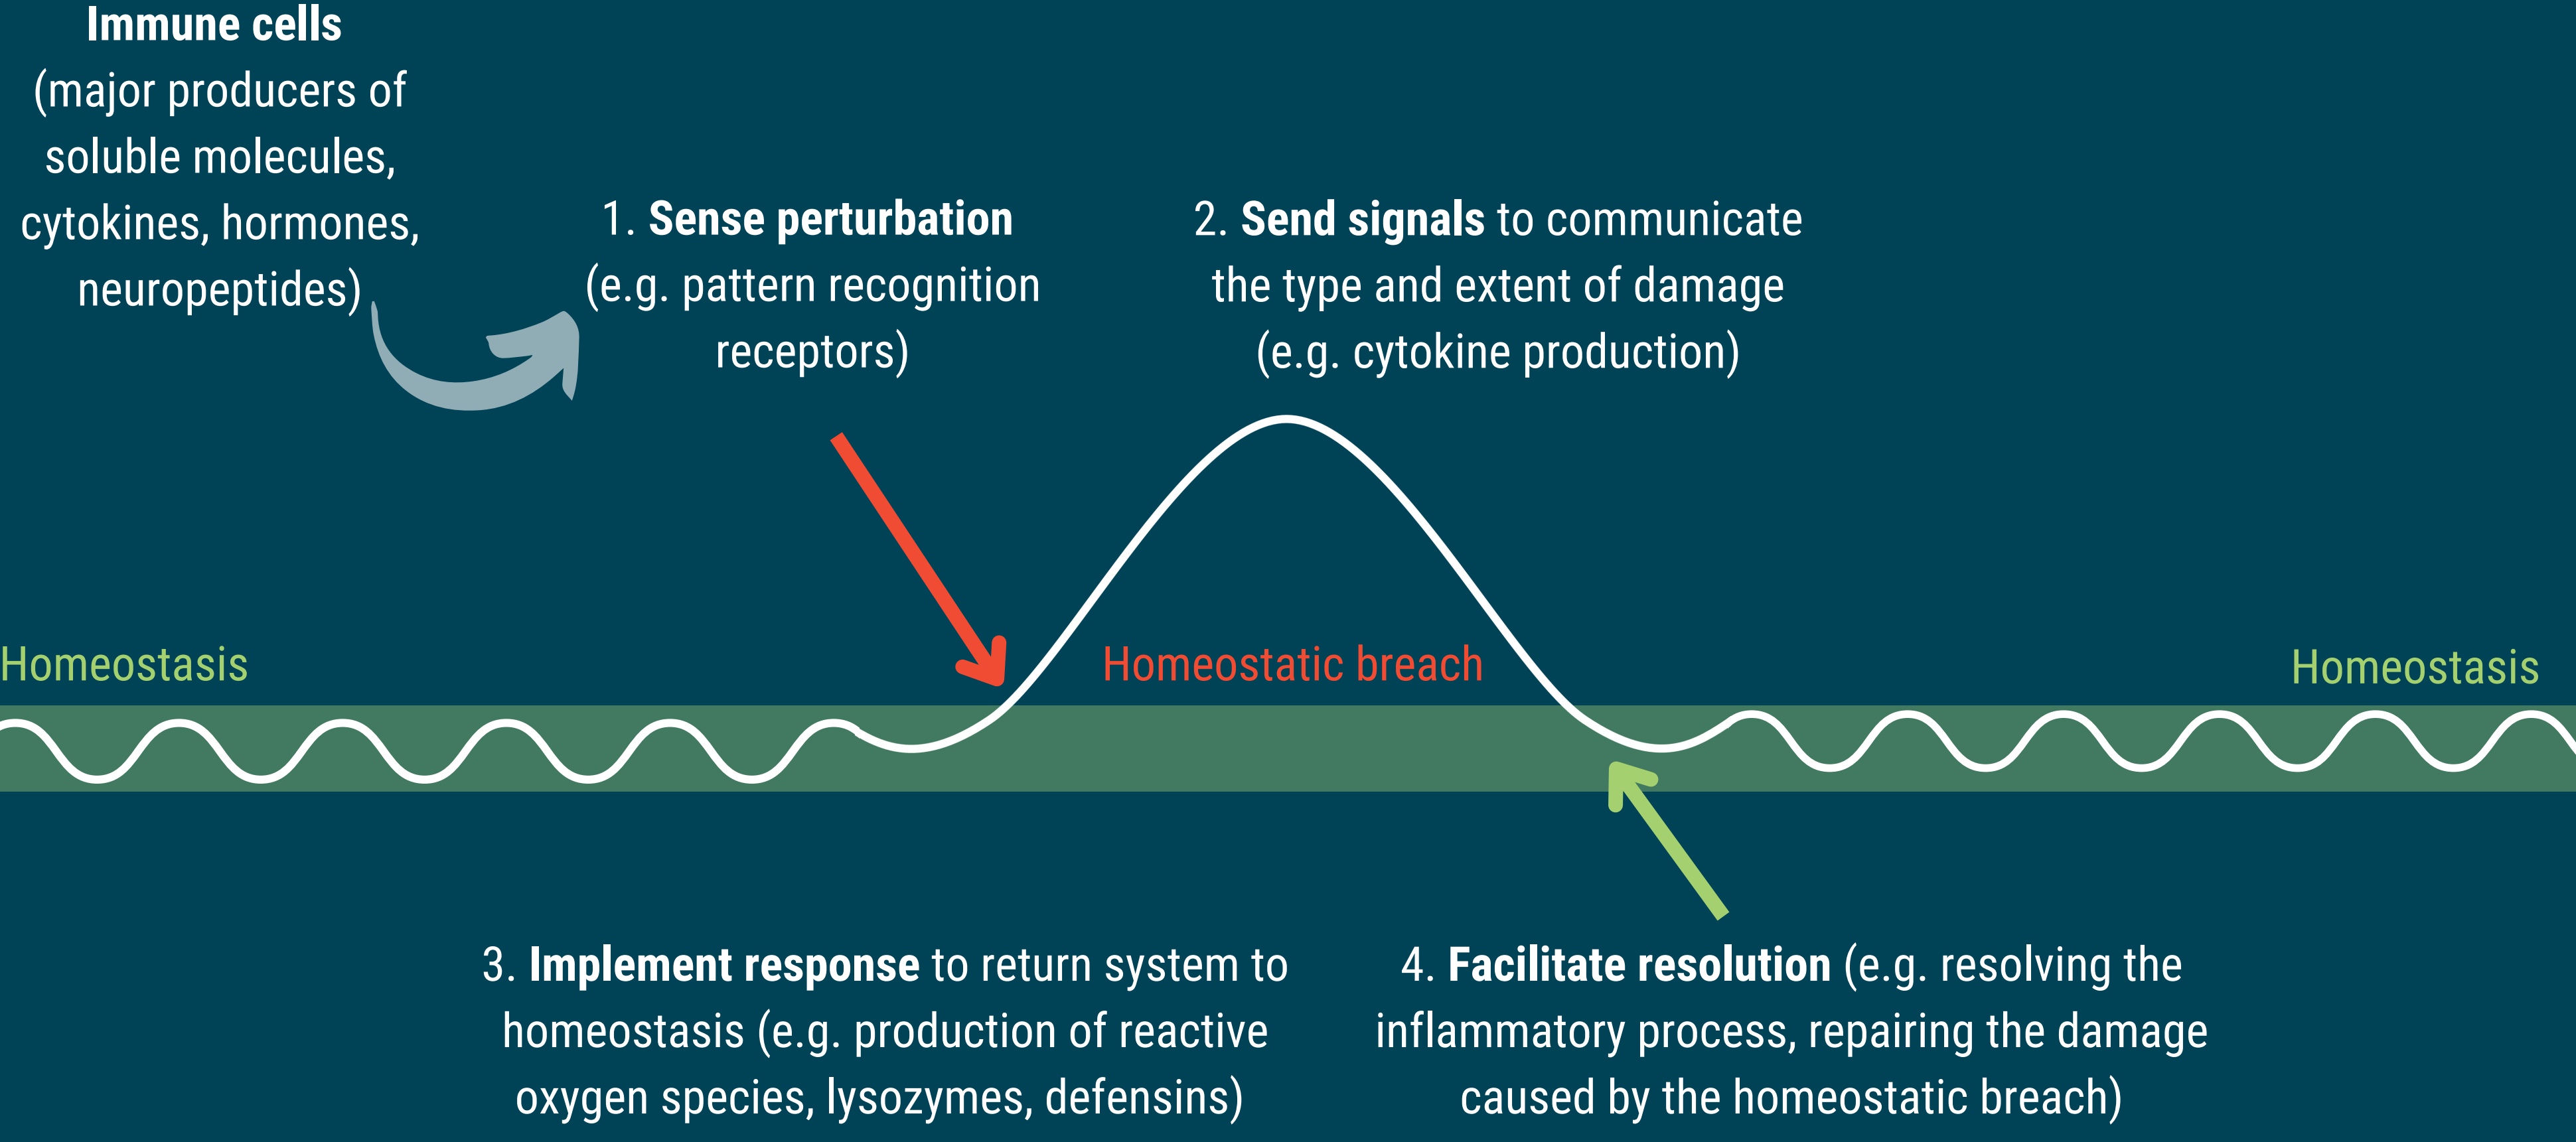 Immune cells
(major producers of
soluble molecules,
cytokines, hormones,
neuropeptides)
1. Sense perturbation
(e.g. pattern recognition
receptors)
2. Send signals to communicate
the type and extent of damage
(e.g. cytokine production)
Homeostasis
Homeostatic breach
Homeostasis
3. Implement response to return system to
homeostasis (e.g. production of reactive
oxygen species, lysozymes, defensins)
4. Facilitate resolution (e.g. resolving the
inflammatory process, repairing the damage
caused by the homeostatic breach)